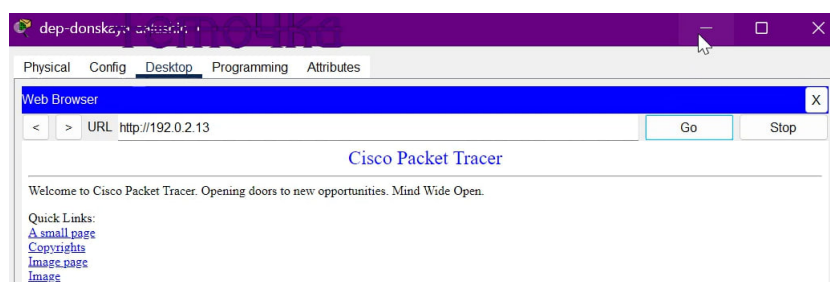 dep-donskaya
Physical Config Desktop Programming Attributes
Web Browser X
< > URL http://192.0.2.13 Go Stop
Cisco Packet Tracer
Welcome to Cisco Packet Tracer. Opening doors to new opportunities. Mind Wide Open.
Quick Links:
A small page
Copyrights
Image page
Image